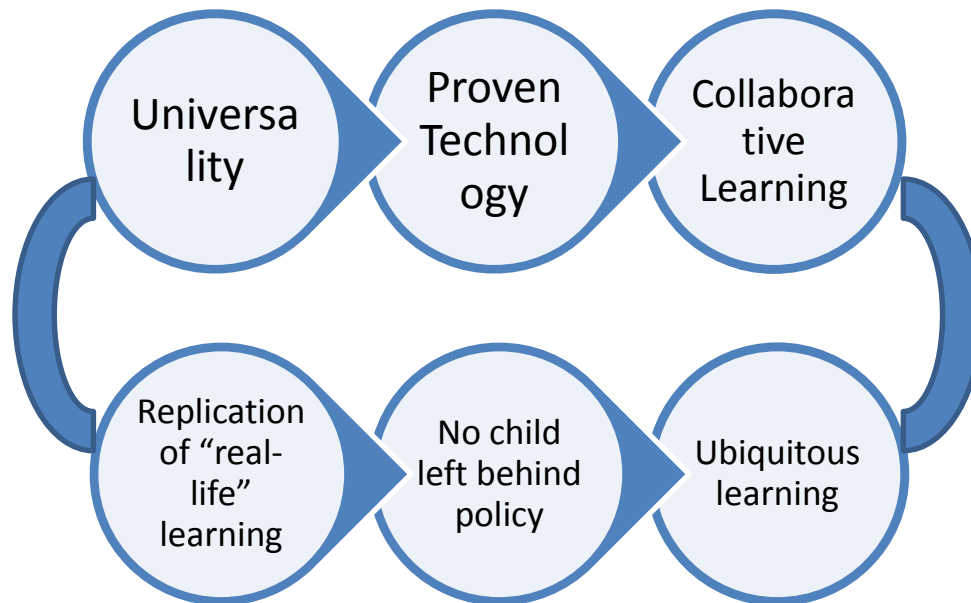 Universa
lity
Proven
Technol
ogy
Collabora
tive
Learning
Replication
of “real-
life”
learning
No child
left behind
policy
Ubiquitous
learning